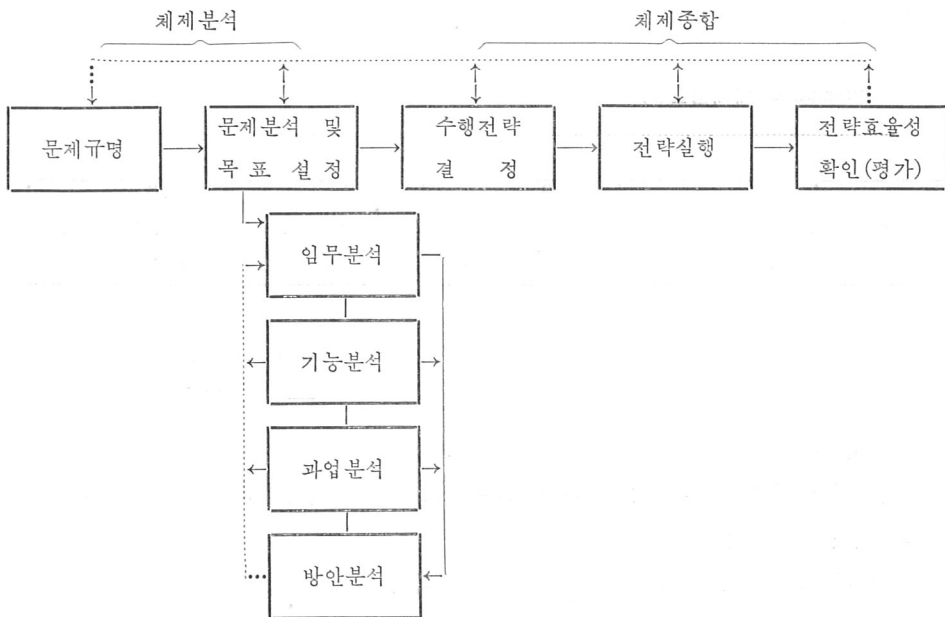 체제분석
체제종합
문제규명
문제분석 및
목표 설정
수행전략
결 정
전략실행
전략효율성
확인(평가)
임무분석
기능분석
과업분석
방안분석